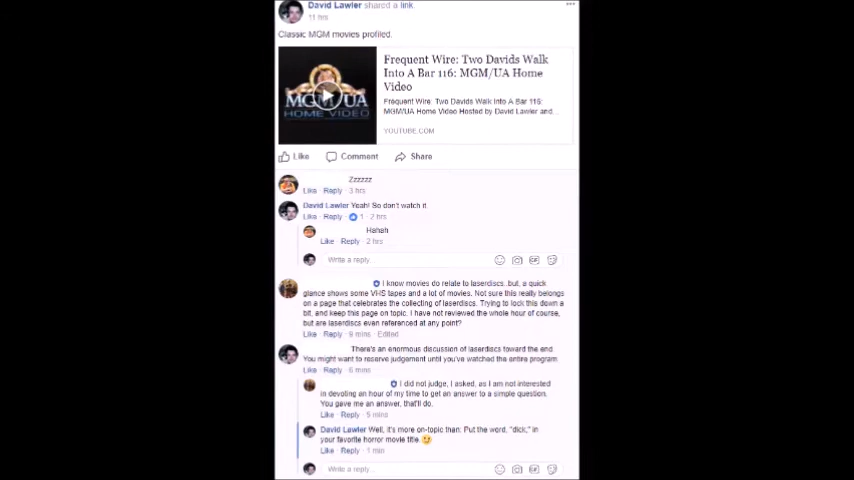 David Lawler shared a link.
11 hrs
Classic MGM movies profiled.
MGM/UA
HOME VIDEO
Frequent Wire: Two Davids Walk
Into A Bar 116: MGM/UA Home
Video
Frequent Wire: Two Davids Walk Into A Bar 116:
MGM/UA Home Video Hosted by David Lawler and...
YOUTUBE.COM
Like Comment Share
Zzzzzz
Like · Reply · 3 hrs
David Lawler Yeah! So don't watch it.
Like · Reply · 1 · 2 hrs
Hahah
Like · Reply · 2 hrs
Write a reply...
GIF
I know movies do relate to laserdiscs..but, a quick
glance shows some VHS tapes and a lot of movies. Not sure this really belongs
on a page that celebrates the collecting of laserdiscs. Trying to lock this down a
bit, and keep this page on topic. I have not reviewed the whole hour of course,
but are laserdiscs even referenced at any point?
Like · Reply · 9 mins · Edited
There's an enormous discussion of laserdiscs toward the end.
You might want to reserve judgement until you've watched the entire program
Like · Reply · 6 mins
I did not judge, I asked, as I am not interested
in devoting an hour of my time to get an answer to a simple question.
You gave me an answer, that'll do.
Like · Reply · 5 mins
David Lawler Well, it's more on-topic than: Put the word, "dick," in
your favorite horror movie title.
Like · Reply · 1 min
Write a reply...
GIF